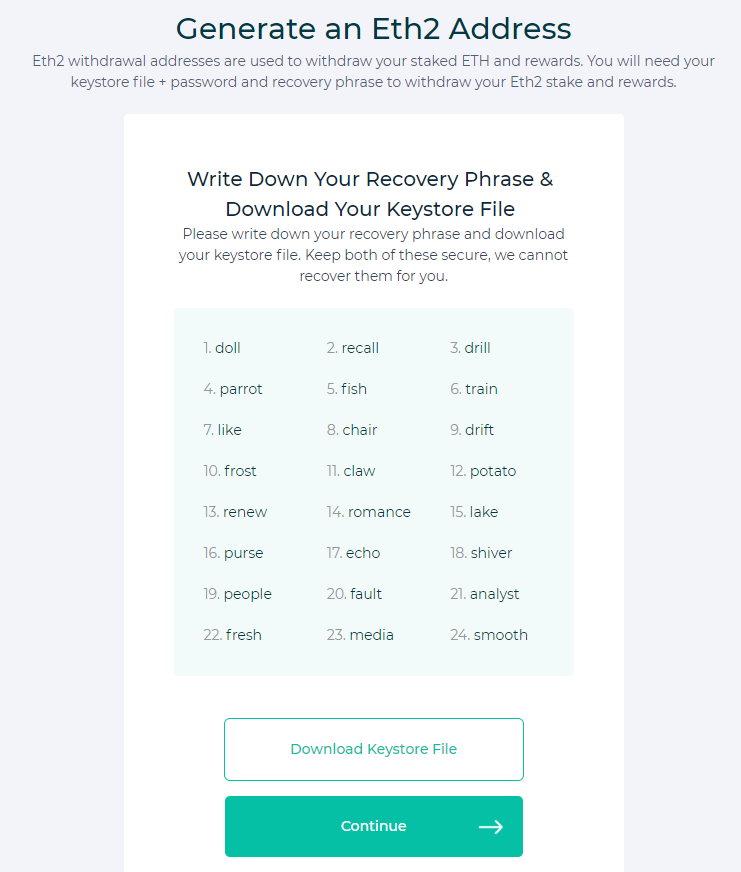 Generate an Eth2 Address
Eth2 withdrawal addresses are used to withdraw your staked ETH and rewards. You will need your
keystore file + password and recovery phrase to withdraw your Eth2 stake and rewards.
Write Down Your Recovery Phrase &
Download Your Keystore File
Please write down your recovery phrase and download
your keystore file. Keep both of these secure, we cannot
recover them for you.
1. doll 2. recall 3. drill
4. parrot 5. fish 6. train
7. like 8. chair 9. drift
10. frost 11. claw 12. potato
13. renew 14. romance 15. lake
16. purse 17. echo 18. shiver
19. people 20. fault 21. analyst
22. fresh 23. media 24. smooth
Download Keystore File
Continue